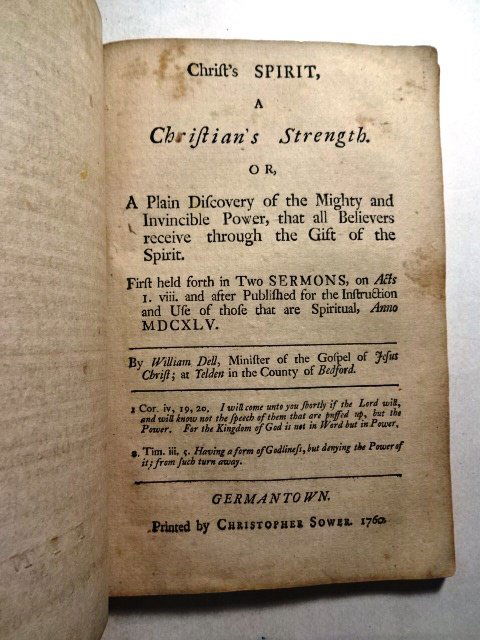 Chriſt's SPIRIT,
A
Chriſtian's Strength.
OR,
A Plain Diſcovery of the Mighty and
Invincible Power, that all Believers
receive through the Gift of the
Spirit.
Firſt held forth in Two SERMONS, on Acts
1. viii. and after Publiſhed for the Inſtruction
and Uſe of thoſe that are Spiritual, Anno
MDCXLV.
By William Dell, Miniſter of the Goſpel of Jeſus
Chriſt; at Yelden in the County of Bedford.
1 Cor. iv, 19, 20. I will come unto you ſhortly if the Lord will,
and will know not the ſpeech of them that are puffed up, but the
Power. For the Kingdom of God is not in Word but in Power.
2. Tim. iii. 5. Having a form of Godlineſs, but denying the Power of
it; from ſuch turn away.
GERMANTOWN.
Printed by CHRISTOPHER SOWER. 1760.